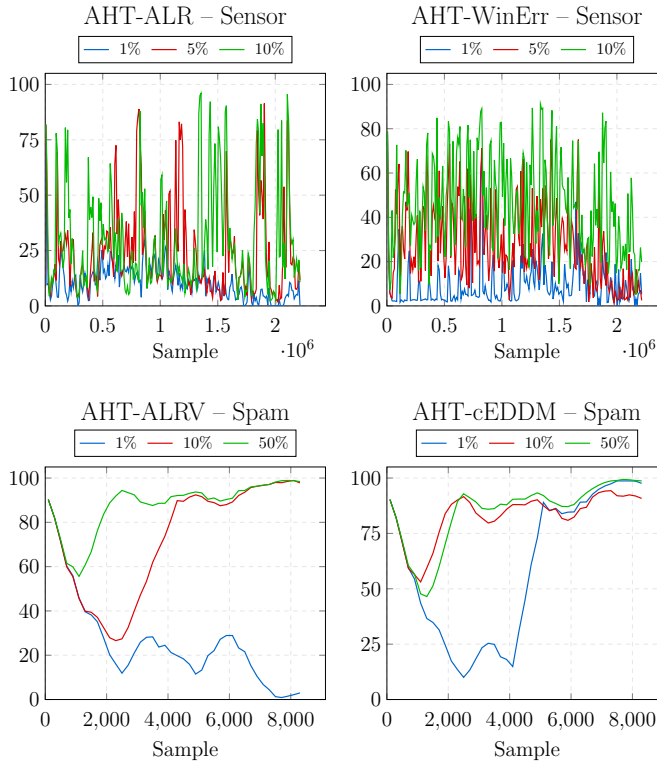 AHT-ALR – Sensor
1% 5% 10%
100
75
50
25
0
0 0.5 1 1.5 2
·10⁶
Sample
AHT-WinErr – Sensor
1% 5% 10%
100
80
60
40
20
0
0 0.5 1 1.5 2
·10⁶
Sample
AHT-ALRV – Spam
1% 10% 50%
100
80
60
40
20
0
0 2,000 4,000 6,000 8,000
Sample
AHT-cEDDM – Spam
1% 10% 50%
100
75
50
25
0
0 2,000 4,000 6,000 8,000
Sample